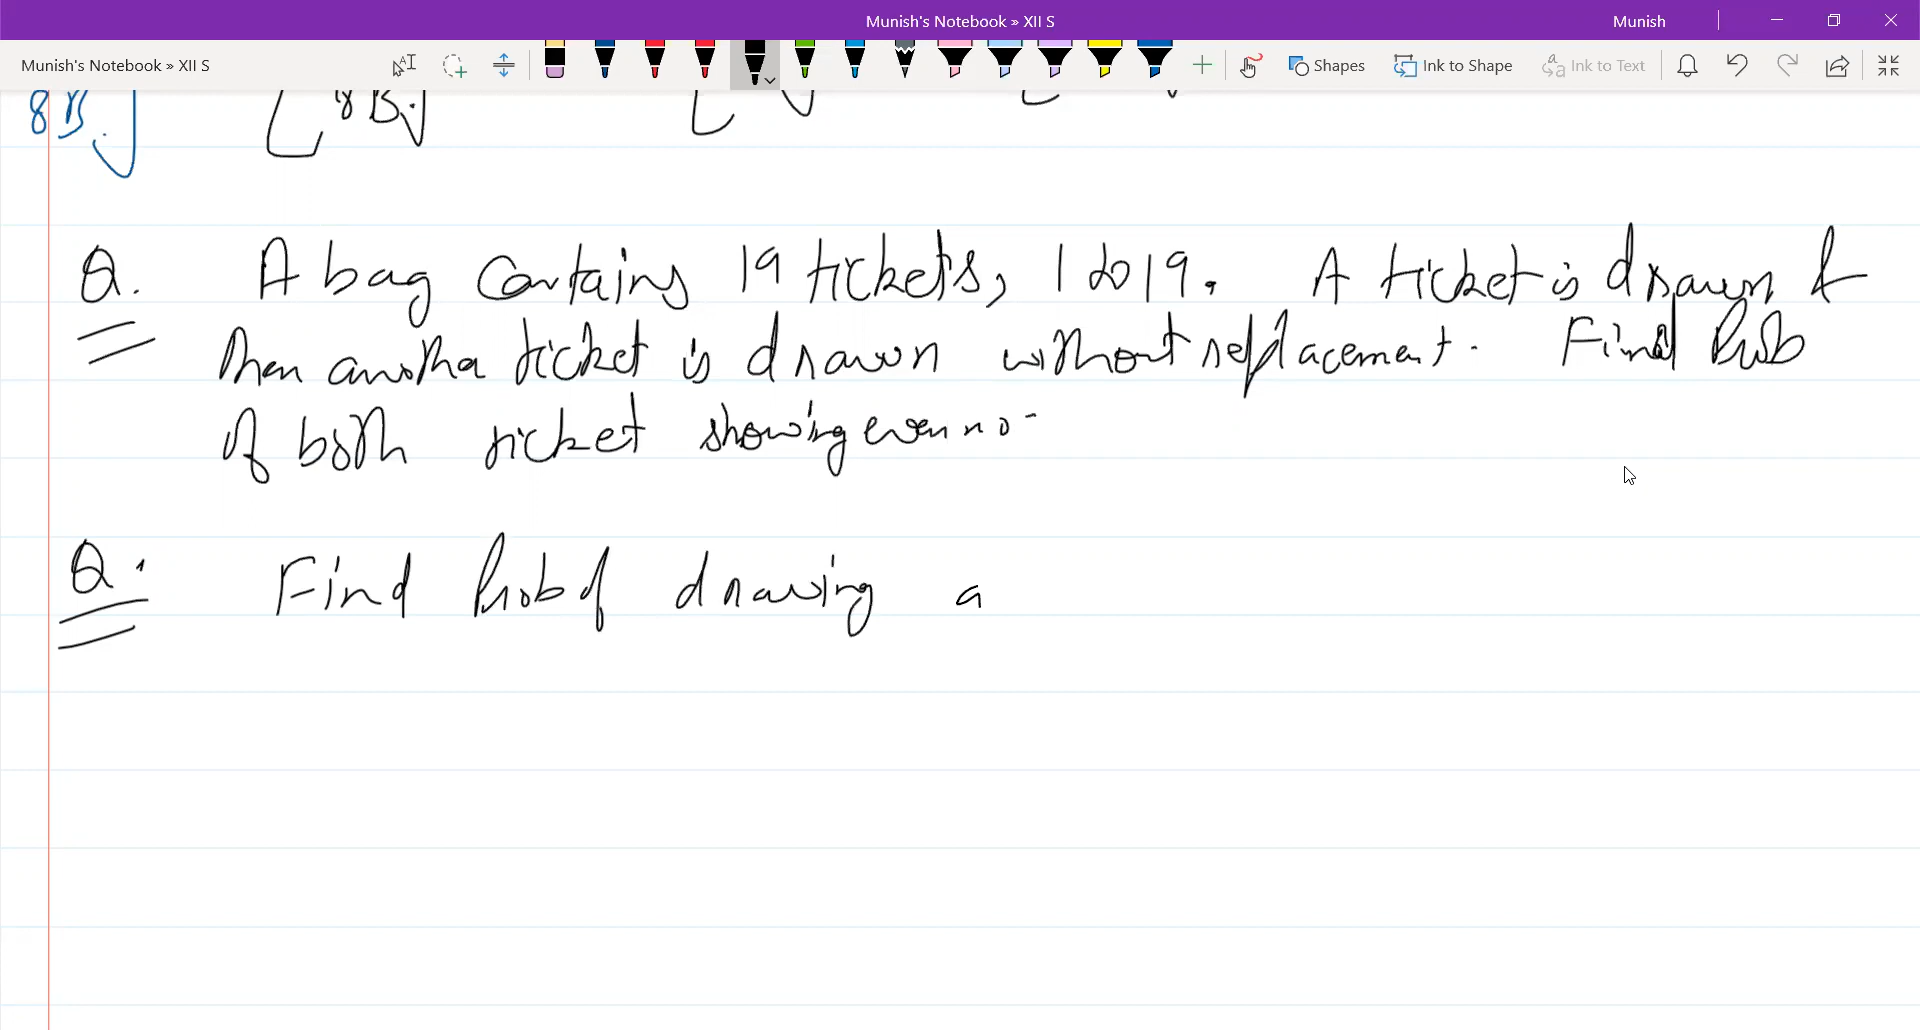 Munish's Notebook » XII S
Munish
Munish's Notebook » XII S
Shapes
Ink to Shape
Ink to Text
8B
8B
Q. A bag contains 19 tickets, 1 to 19. A ticket is drawn &
then another ticket is drawn without replacement. Find Prob
of both ticket showing even no.
Q. Find Prob of drawing a